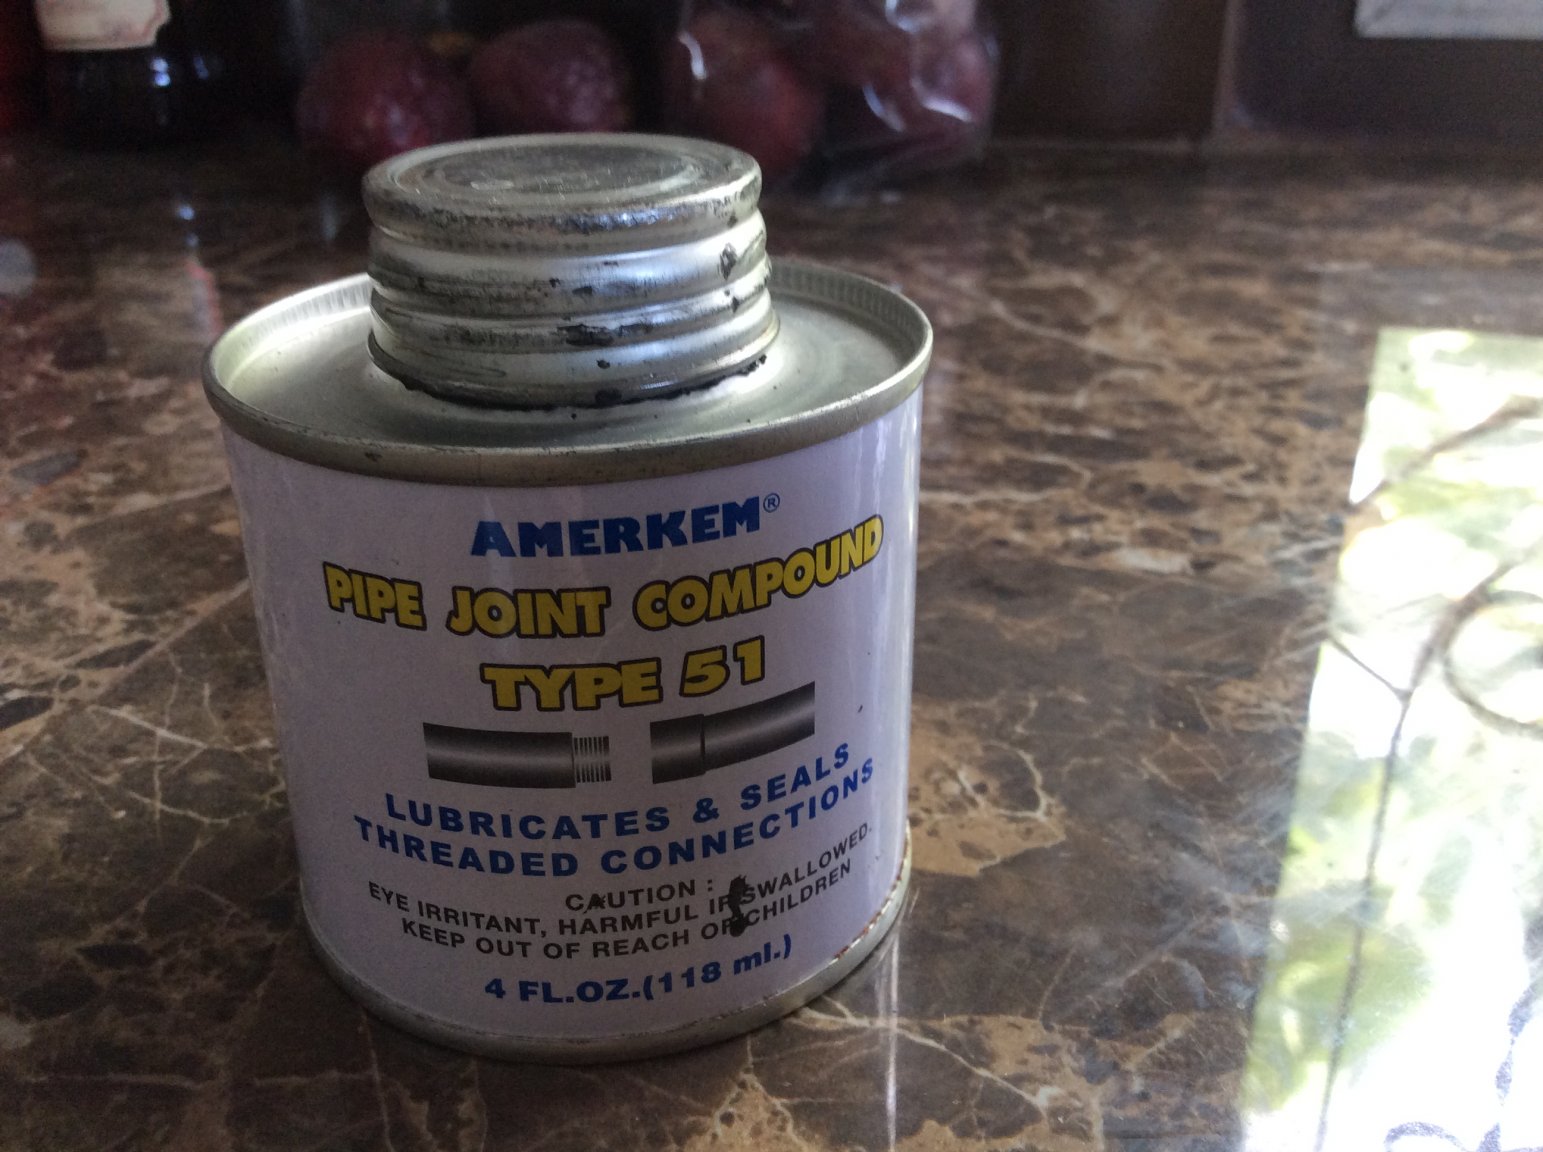 AMERKEM®
PIPE JOINT COMPOUND
TYPE 51
LUBRICATES & SEALS
THREADED CONNECTIONS
CAUTION :
EYE IRRITANT, HARMFUL IF SWALLOWED.
KEEP OUT OF REACH OF CHILDREN
4 FL.OZ.(118 ml.)